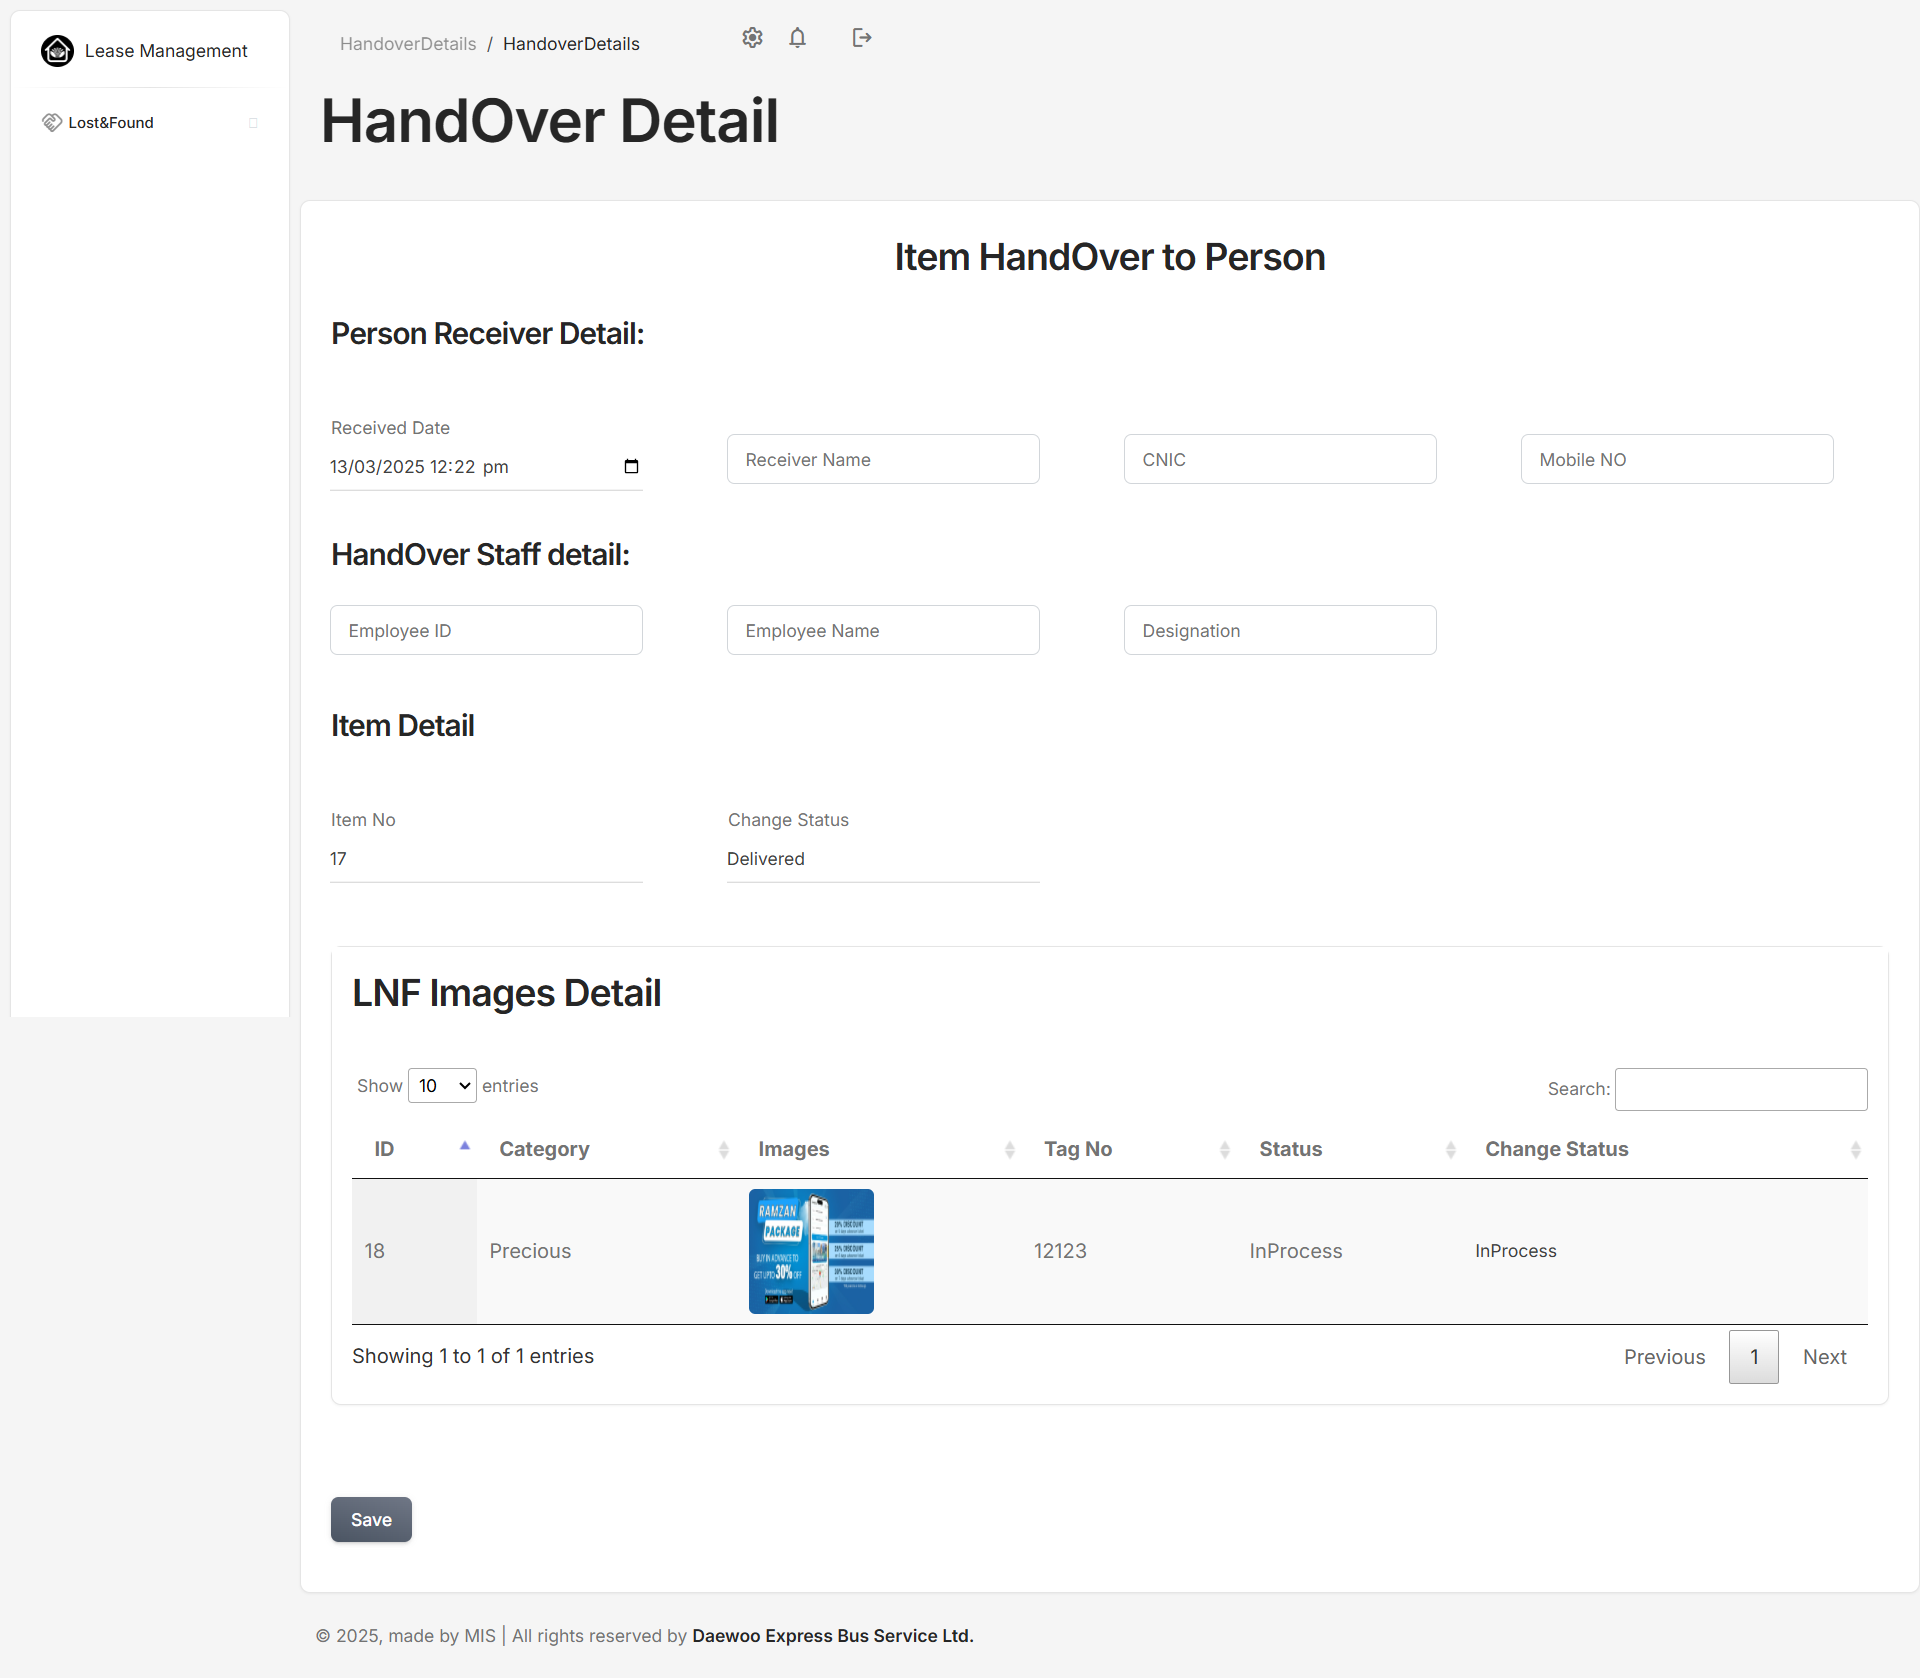 Lease Management
HandoverDetails / HandoverDetails
Lost&Found
HandOver Detail
Item HandOver to Person
Person Receiver Detail:
Received Date
13/03/2025 12:22 pm
Receiver Name
CNIC
Mobile NO
HandOver Staff detail:
Employee ID
Employee Name
Designation
Item Detail
Item No
Change Status
17
Delivered
LNF Images Detail
Show 10 entries
Search:
ID Category Images Tag No Status Change Status
18 Precious 12123 InProcess InProcess
RAMZAN
PACKAGE
BUY IN ADVANCE TO
GET UPTO 30% OFF
Showing 1 to 1 of 1 entries
Previous 1 Next
Save
© 2025, made by MIS | All rights reserved by Daewoo Express Bus Service Ltd.